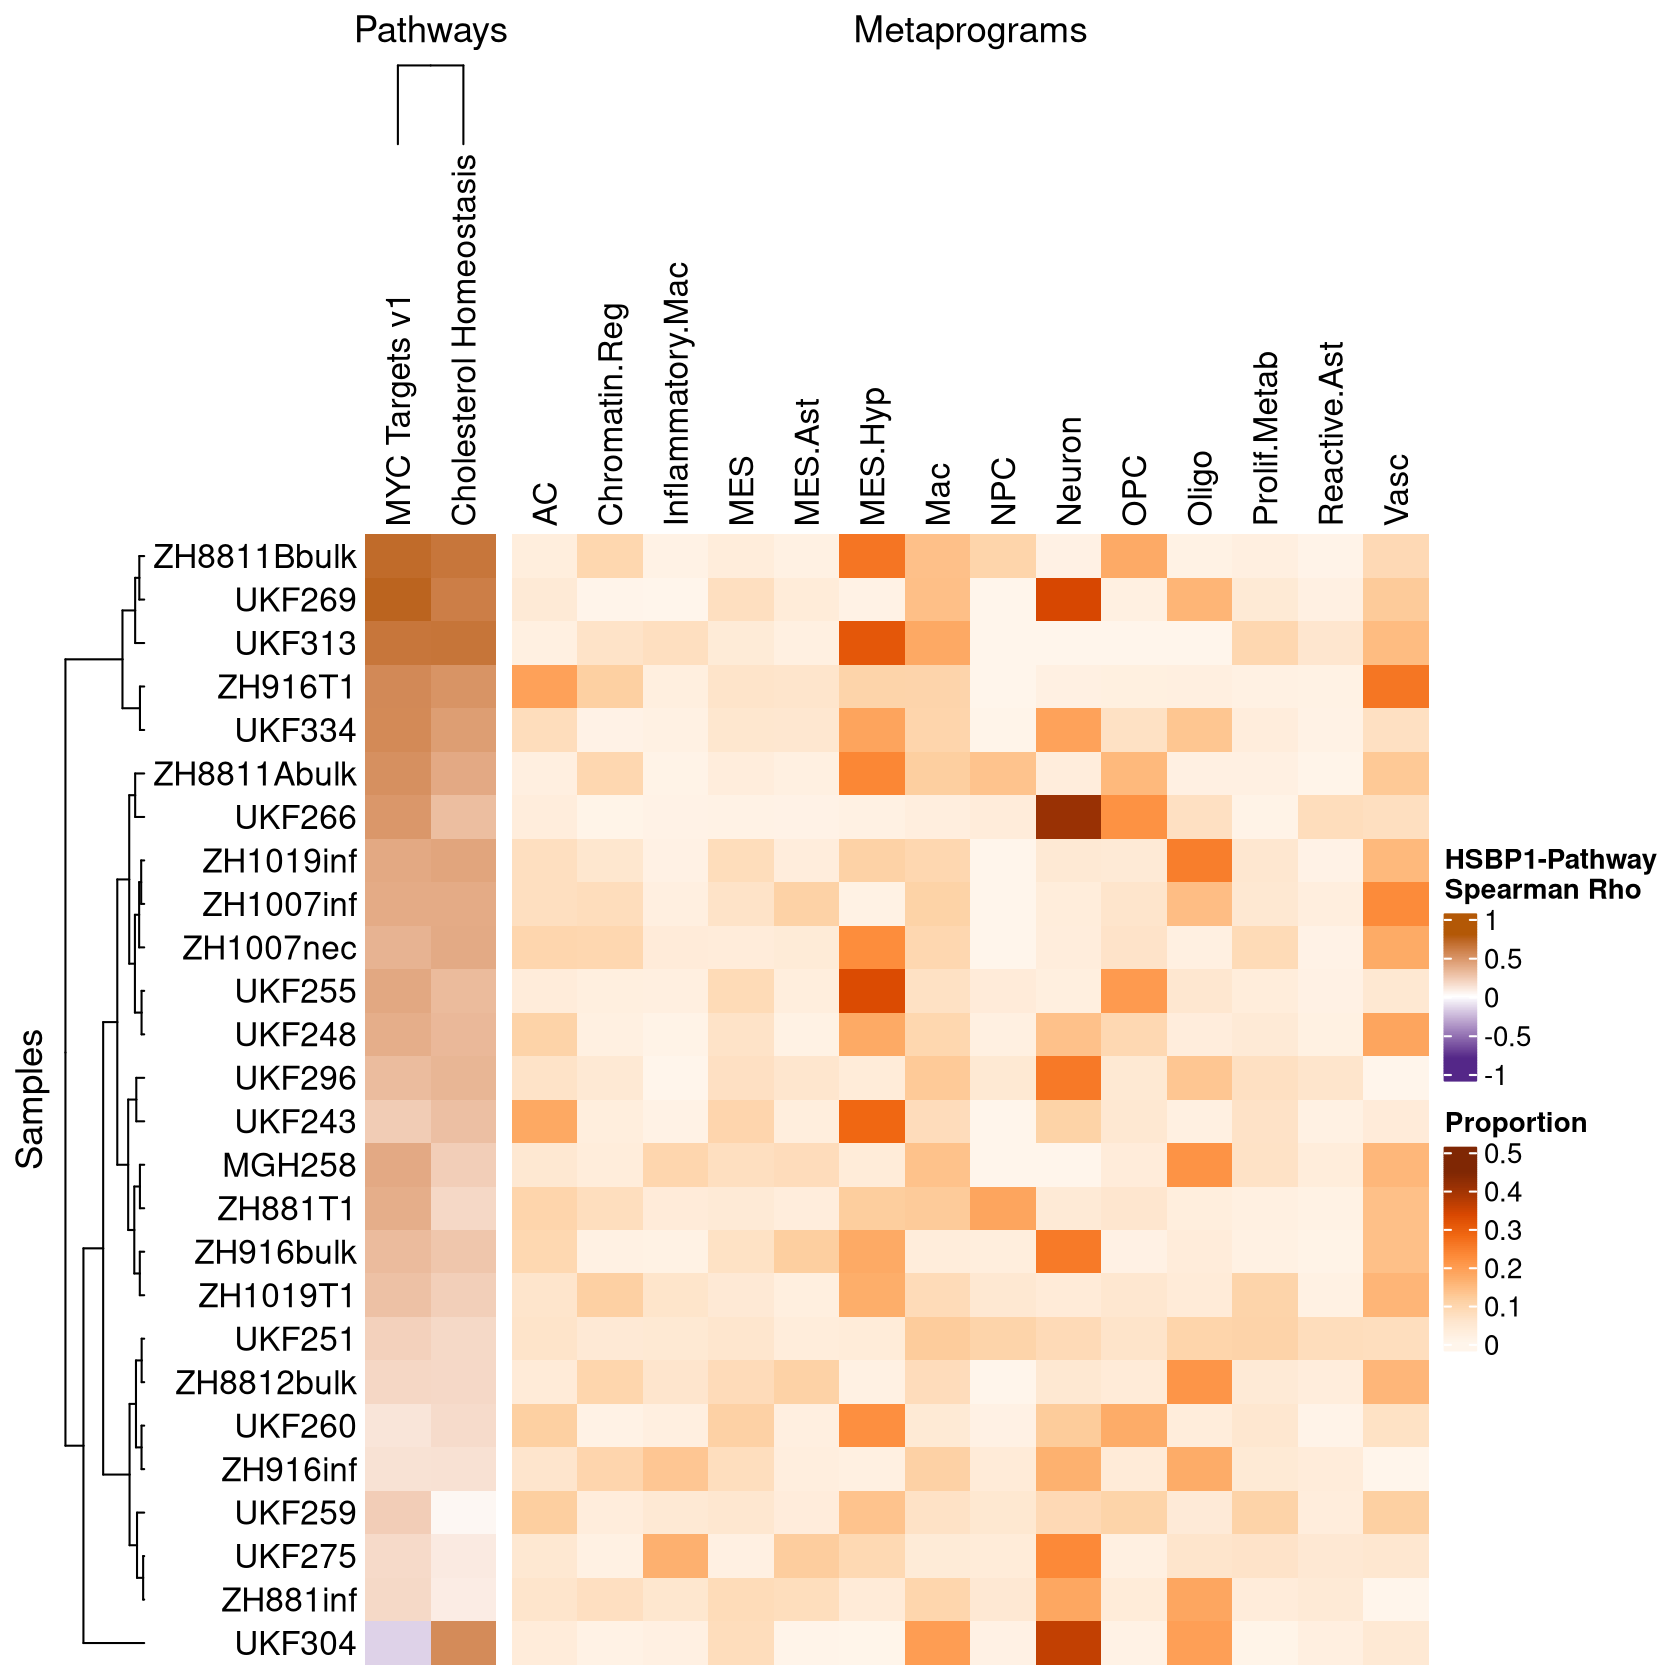 Pathways
Metaprograms
MYC Targets v1
Cholesterol Homeostasis
AC
Chromatin.Reg
Inflammatory.Mac
MES
MES.Ast
MES.Hyp
Mac
NPC
Neuron
OPC
Oligo
Prolif.Metab
Reactive.Ast
Vasc
Samples
ZH8811Bbulk
UKF269
UKF313
ZH916T1
UKF334
ZH8811Abulk
UKF266
ZH1019inf
ZH1007inf
ZH1007nec
UKF255
UKF248
UKF296
UKF243
MGH258
ZH881T1
ZH916bulk
ZH1019T1
UKF251
ZH8812bulk
UKF260
ZH916inf
UKF259
UKF275
ZH881inf
UKF304
HSBP1-Pathway
Spearman Rho
1
0.5
0
-0.5
-1
Proportion
0.5
0.4
0.3
0.2
0.1
0